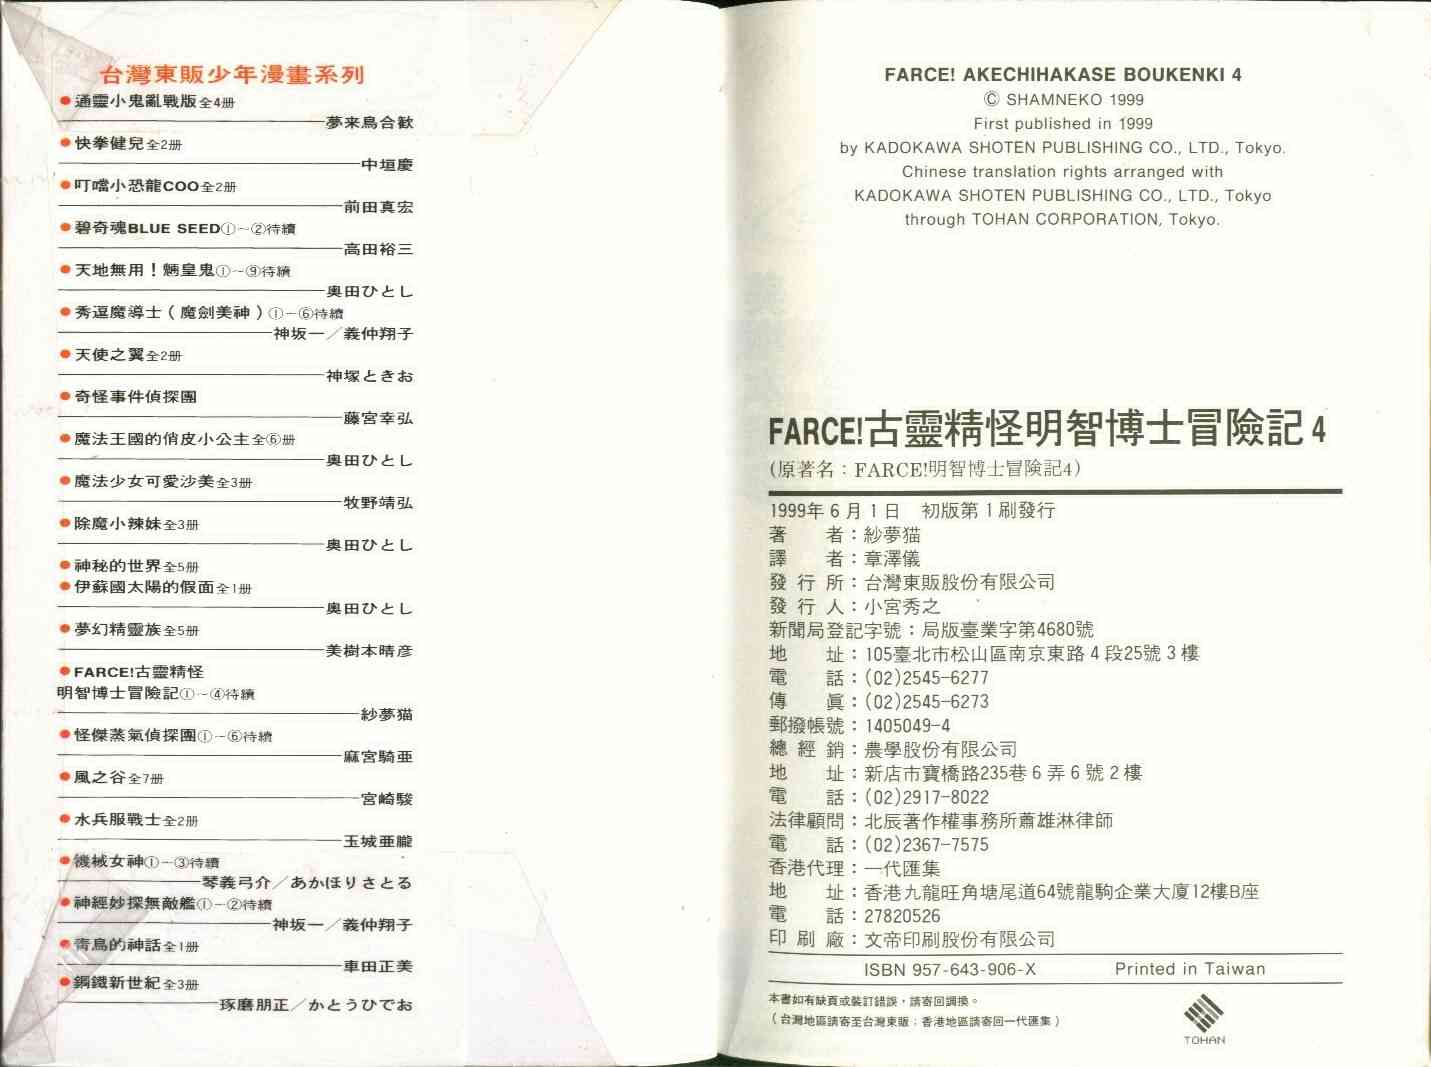 台灣東販少年漫畫系列
●通靈小鬼亂戰版全4册
夢来鳥合歓
●快拳健兒全2册
中垣慶
●叮噹小恐龍COO全2册
前田真宏
●碧奇魂BLUE SEED①－②待續
高田裕三
●天地無用！魎皇鬼①－⑨待續
奥田ひとし
●秀逗魔導士（魔劍美神）①－⑥待續
神坂一／義仲翔子
●天使之翼全2册
神塚ときお
●奇怪事件偵探團
藤宮幸弘
●魔法王國的俏皮小公主全⑥册
奥田ひとし
●魔法少女可愛沙美全3册
牧野靖弘
●除魔小辣妹全3册
奥田ひとし
●神秘的世界全5册
●伊蘇國太陽的假面全1册
奥田ひとし
●夢幻精靈族全5册
美樹本晴彦
●FARCE!古靈精怪
明智博士冒險記①－④待續
紗夢猫
●怪傑蒸氣偵探團①－⑥待續
麻宮騎亜
●風之谷全7册
宮崎駿
●水兵服戰士全2册
玉城亜朧
●機械女神①－③待續
琴義弓介／あかほりさとる
●神經妙探無敵艦①－②待續
神坂一／義仲翔子
●青鳥的神話全1册
車田正美
●鋼鐵新世紀全3册
琢磨朋正／かとうひでお
FARCE! AKECHIHAKASE BOUKENKI 4
© SHAMNEKO 1999
First published in 1999
by KADOKAWA SHOTEN PUBLISHING CO., LTD., Tokyo.
Chinese translation rights arranged with
KADOKAWA SHOTEN PUBLISHING CO., LTD., Tokyo
through TOHAN CORPORATION, Tokyo.
FARCE!古靈精怪明智博士冒險記 4
(原著名：FARCE!明智博士冒険記4)
1999年 6 月 1 日　初版第 1 刷發行
著　　者：紗夢猫
譯　　者：章澤儀
發 行 所：台灣東販股份有限公司
發 行 人：小宮秀之
新聞局登記字號：局版臺業字第4680號
地　　址：105臺北市松山區南京東路 4 段25號 3 樓
電　　話：(02)2545-6277
傳　　眞：(02)2545-6273
郵撥帳號：1405049-4
總 經 銷：農學股份有限公司
地　　址：新店市寶橋路235巷 6 弄 6 號 2 樓
電　　話：(02)2917-8022
法律顧問：北辰著作權事務所蕭雄淋律師
電　　話：(02)2367-7575
香港代理：一代匯集
地　　址：香港九龍旺角塘尾道64號龍駒企業大廈12樓B座
電　　話：27820526
印 刷 廠：文帝印刷股份有限公司
ISBN 957-643-906-X　Printed in Taiwan
本書如有缺頁或裝訂錯誤，請寄回調換。
（台灣地區請寄至台灣東販；香港地區請寄回一代匯集）
TOHAN